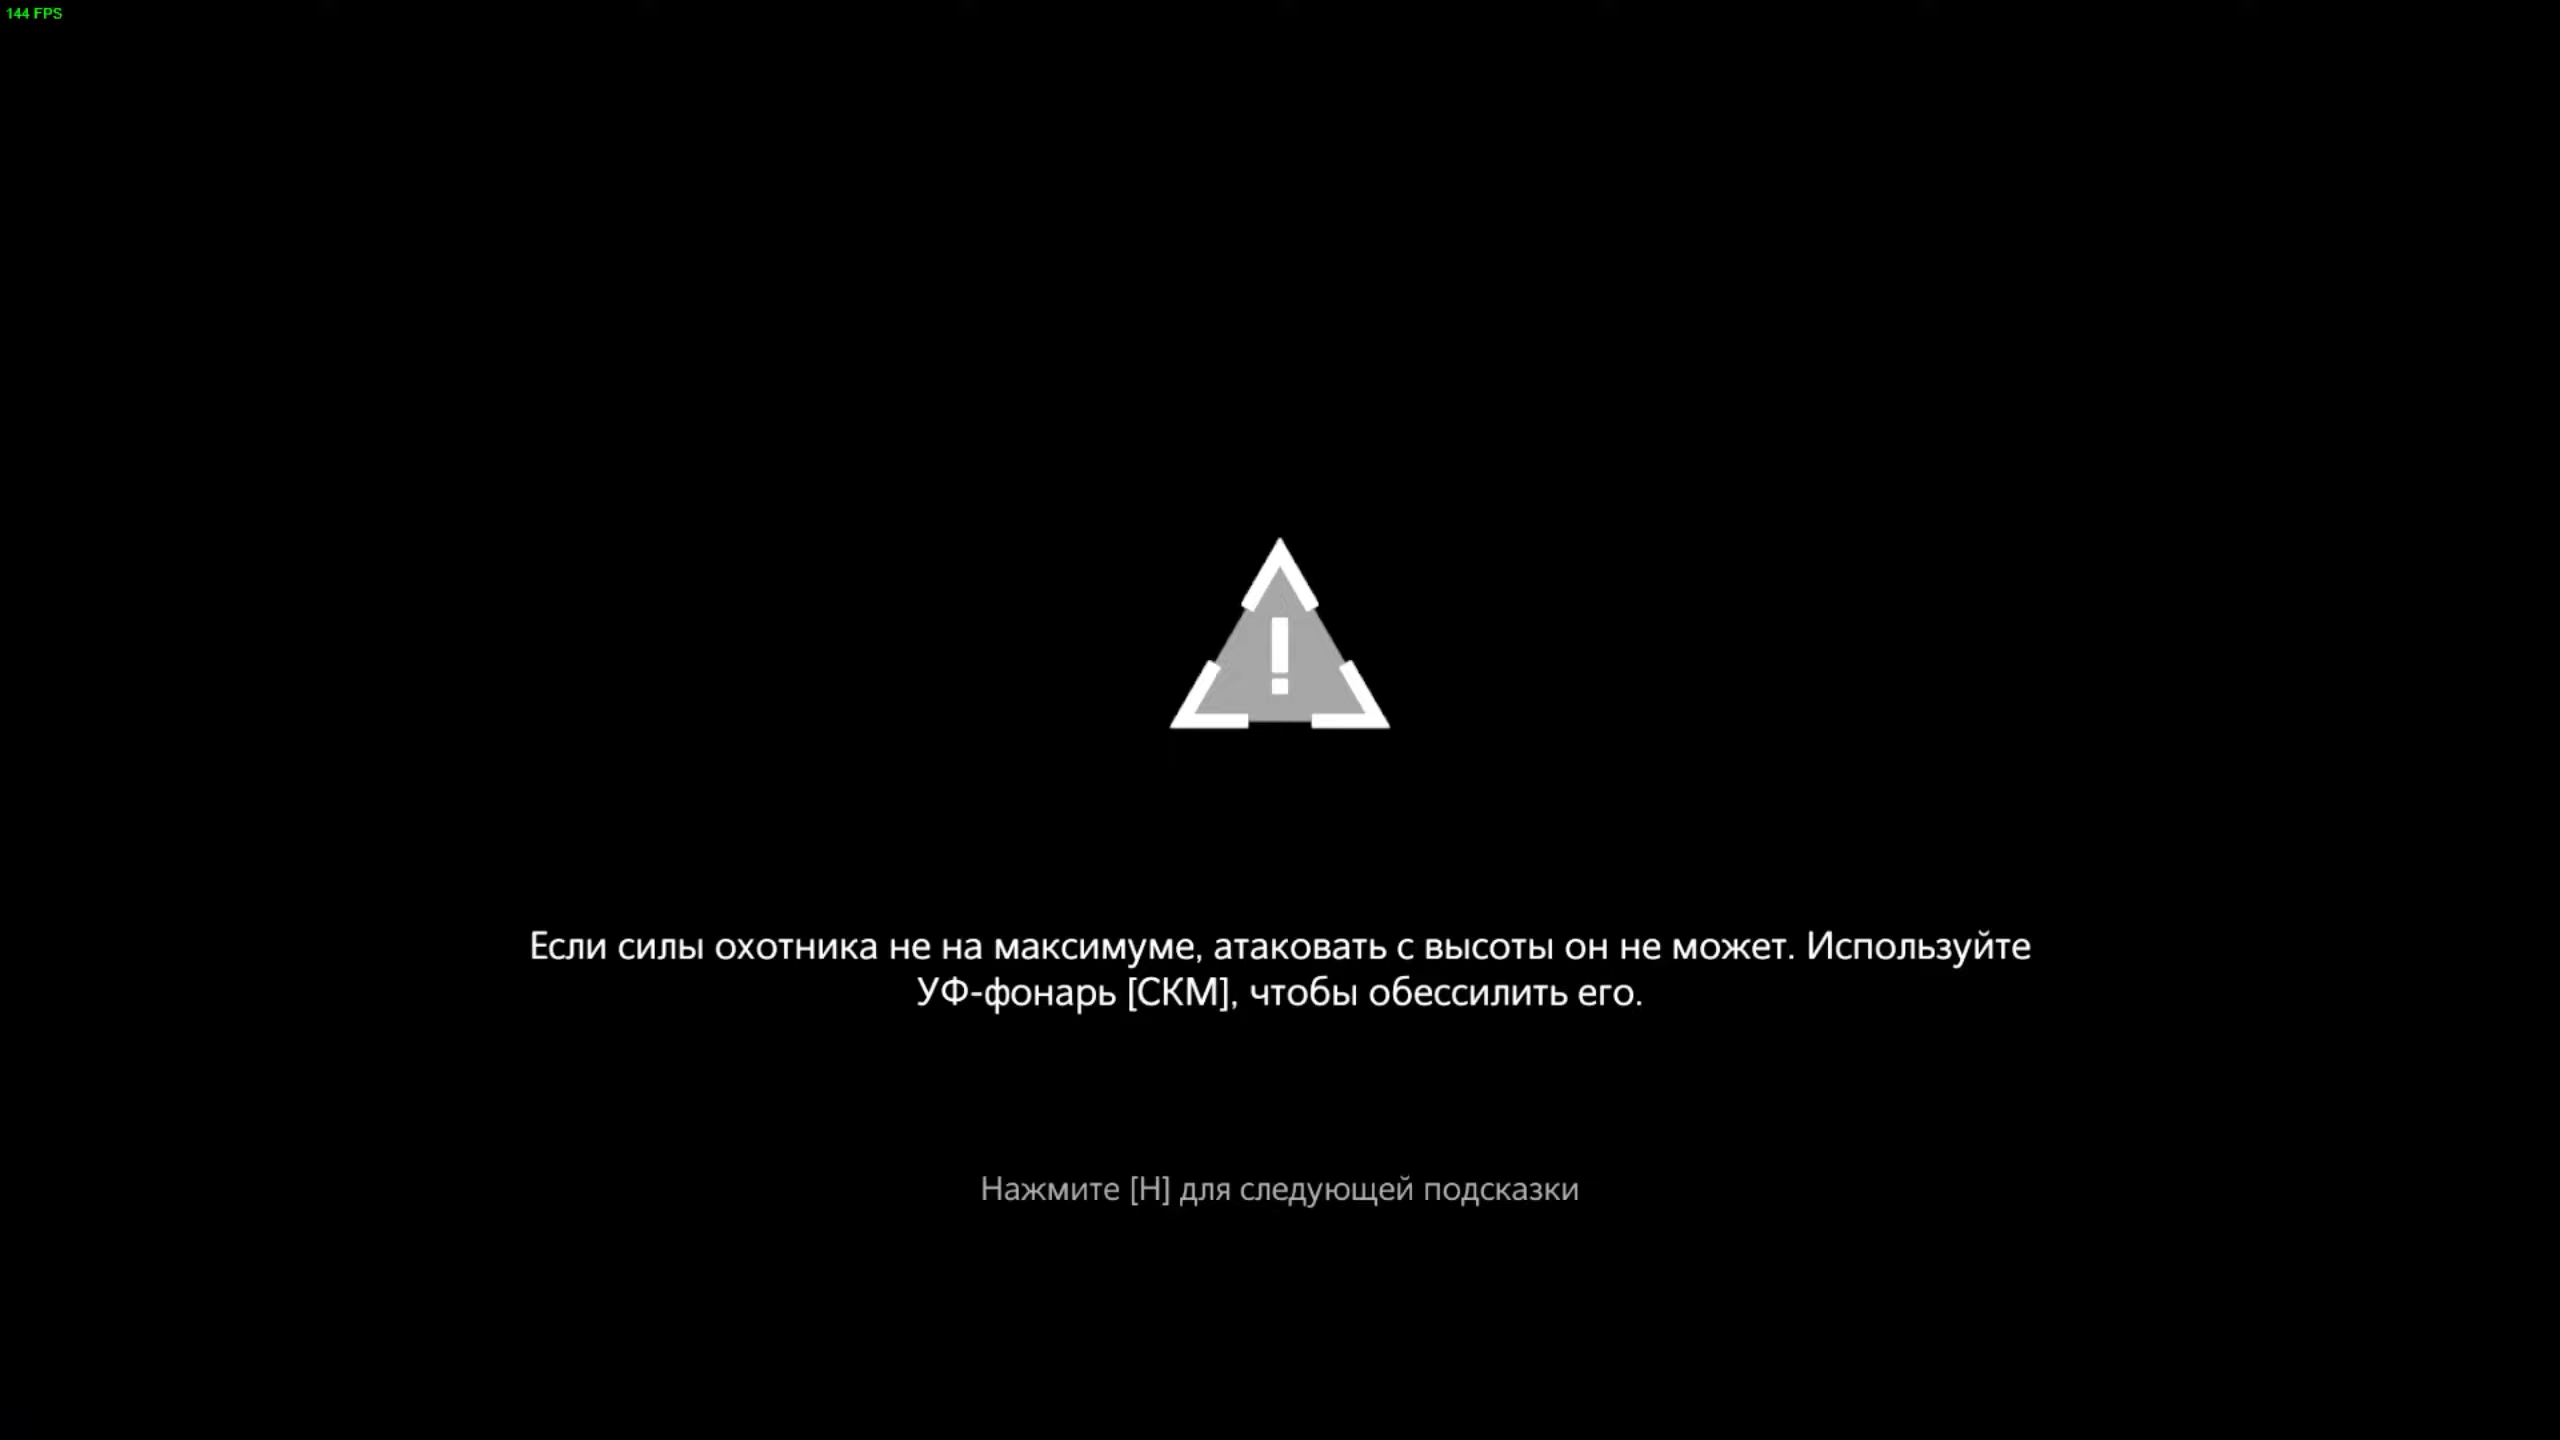 144 FPS
!
Если силы охотника не на максимуме, атаковать с высоты он не может. Используйте
УФ-фонарь [СКМ], чтобы обессилить его.
Нажмите [H] для следующей подсказки